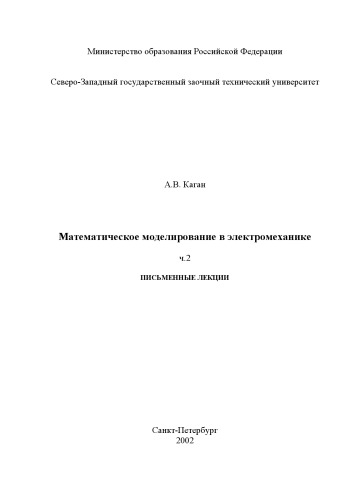 Министерство образования Российской Федерации
Северо-Западный государственный заочный технический университет
А.В. Каган
Математическое моделирование в электромеханике
ч.2
ПИСЬМЕННЫЕ ЛЕКЦИИ
Санкт-Петербург
2002